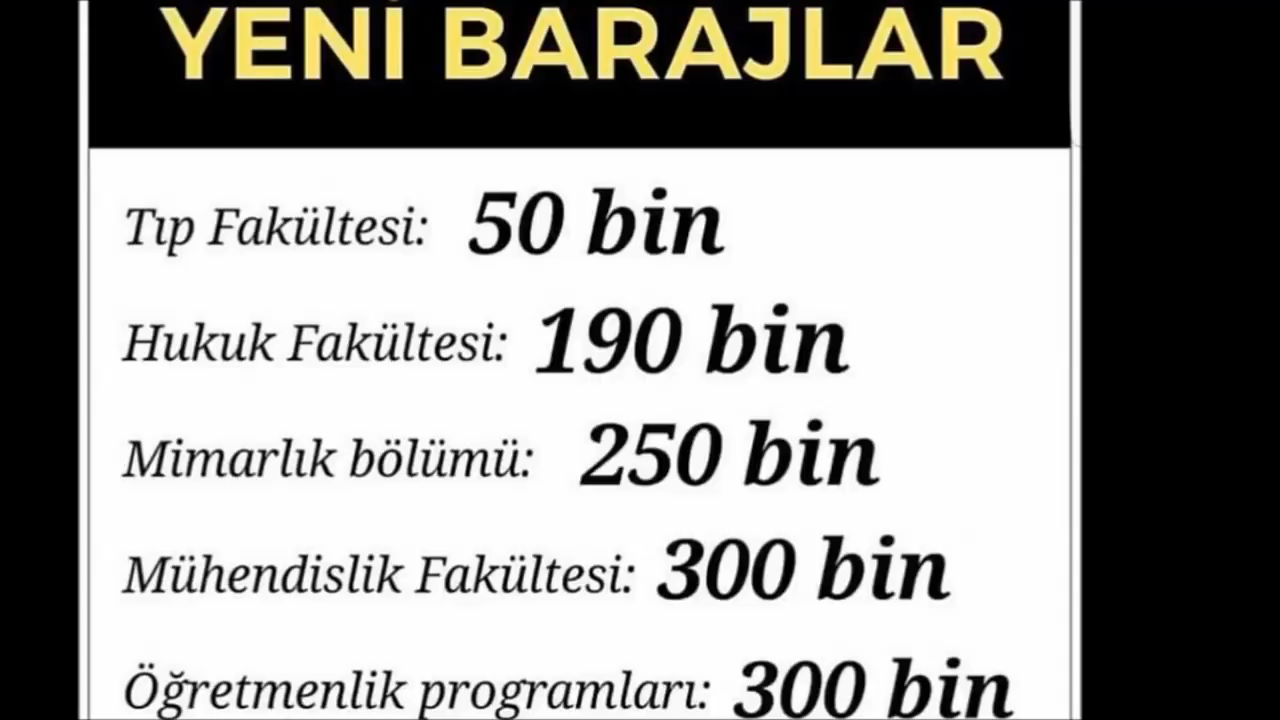 YENİ BARAJLAR
Tıp Fakültesi: 50 bin
Hukuk Fakültesi: 190 bin
Mimarlık bölümü: 250 bin
Mühendislik Fakültesi: 300 bin
Öğretmenlik programları: 300 bin